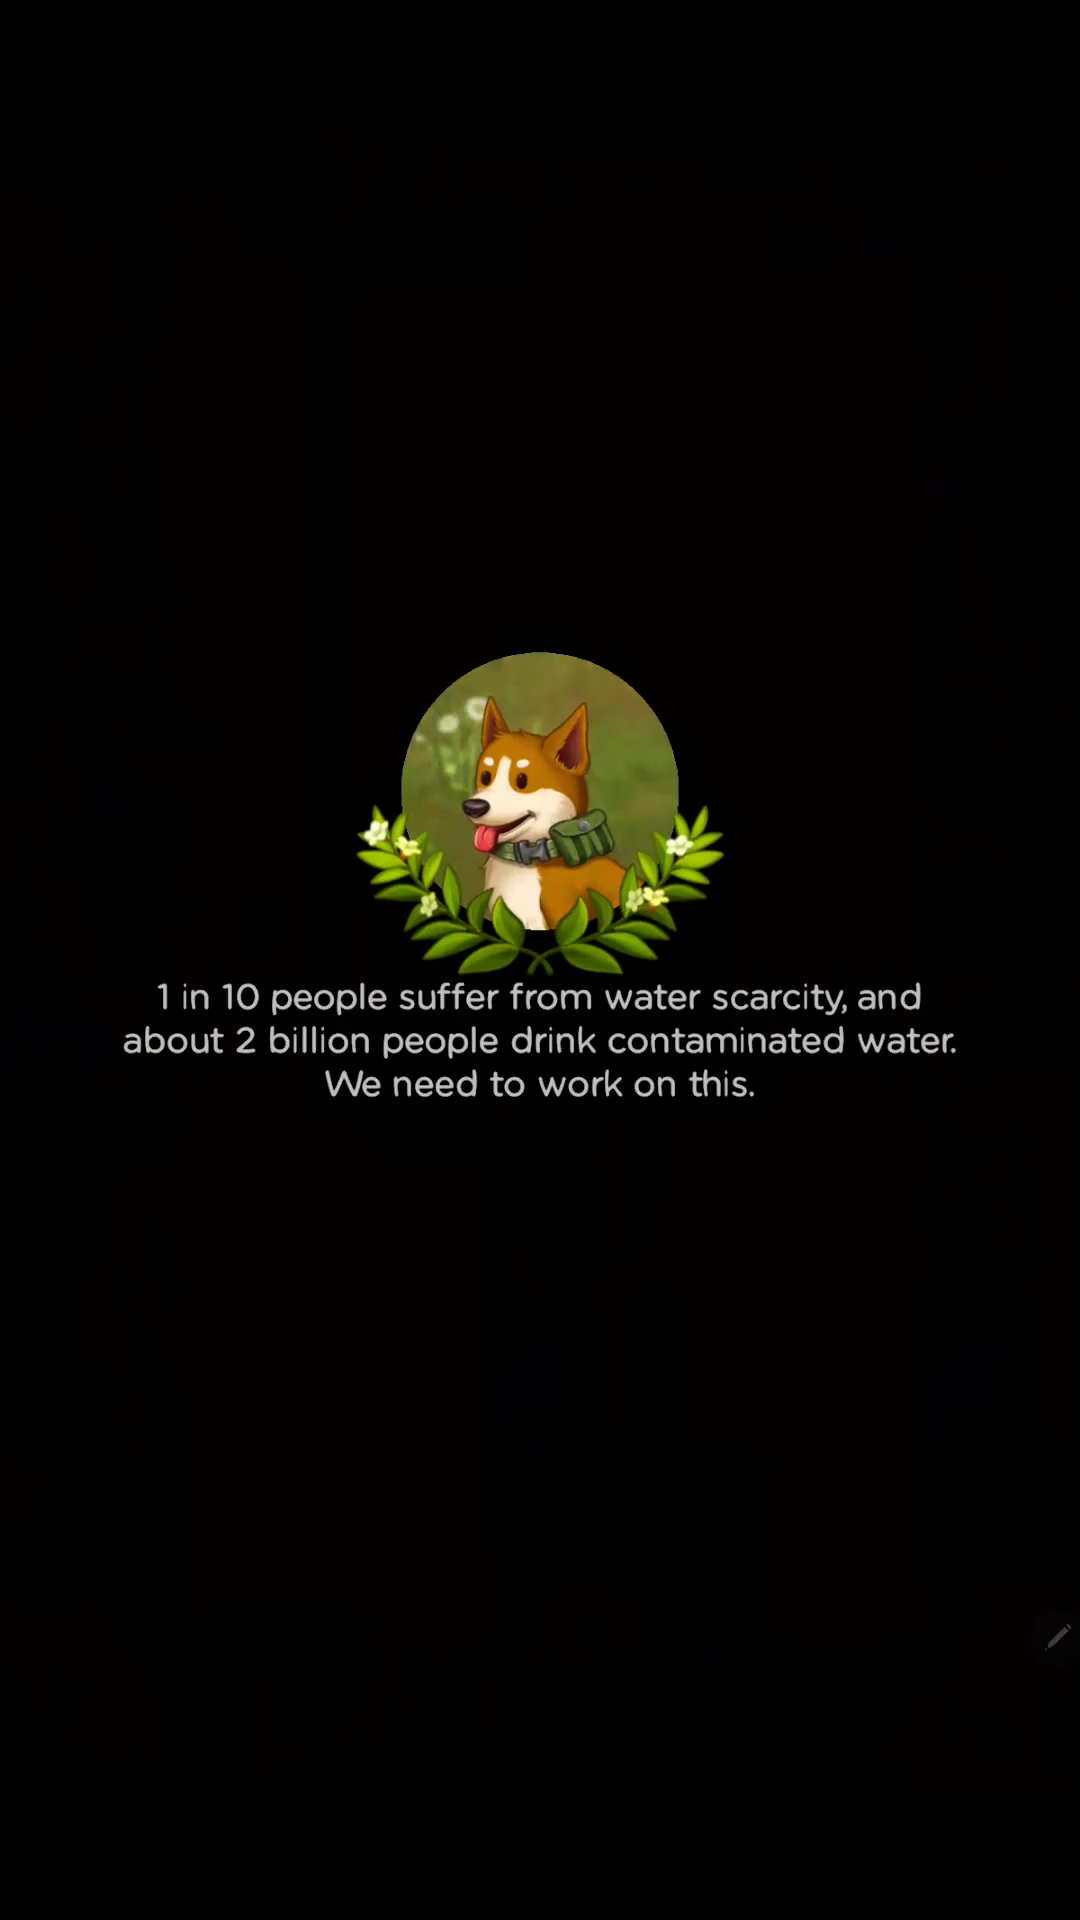 1 in 10 people suffer from water scarcity, and
about 2 billion people drink contaminated water.
We need to work on this.